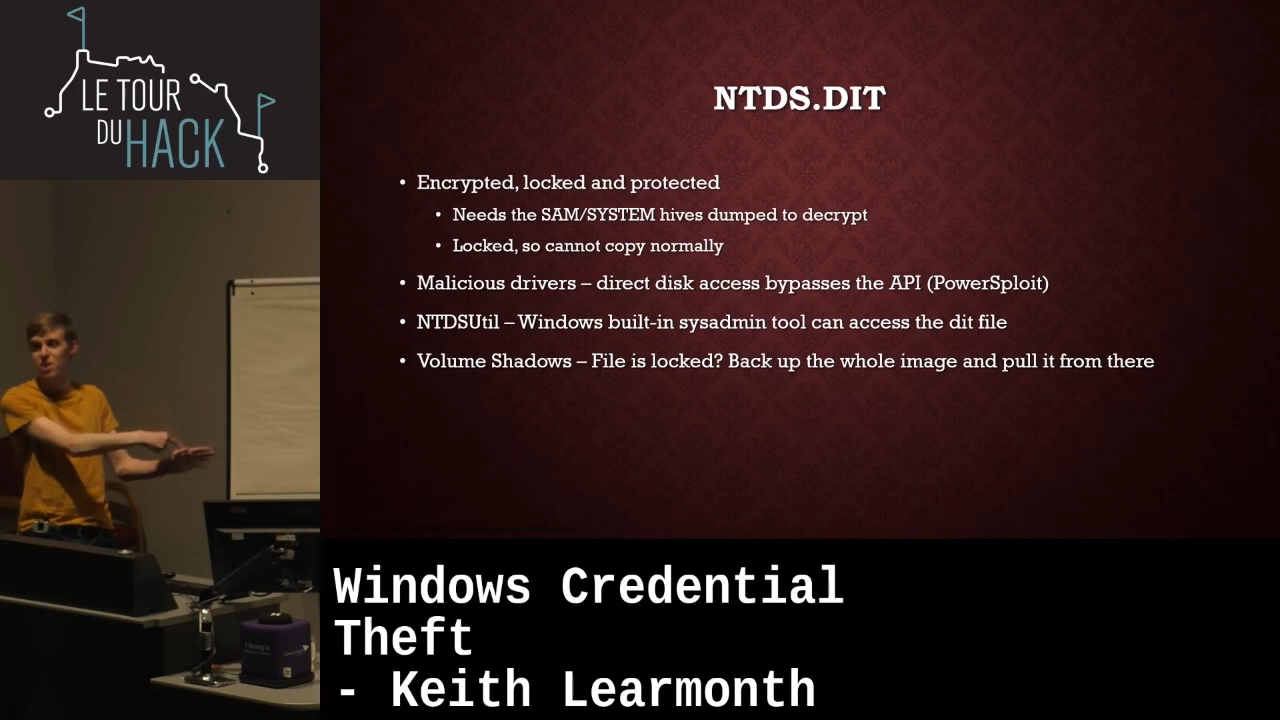 LE TOUR
DU HACK
NTDS.DIT
• Encrypted, locked and protected
• Needs the SAM/SYSTEM hives dumped to decrypt
• Locked, so cannot copy normally
• Malicious drivers – direct disk access bypasses the API (PowerSploit)
• NTDSUtil – Windows built-in sysadmin tool can access the dit file
• Volume Shadows – File is locked? Back up the whole image and pull it from there
Windows Credential
Theft
- Keith Learmonth